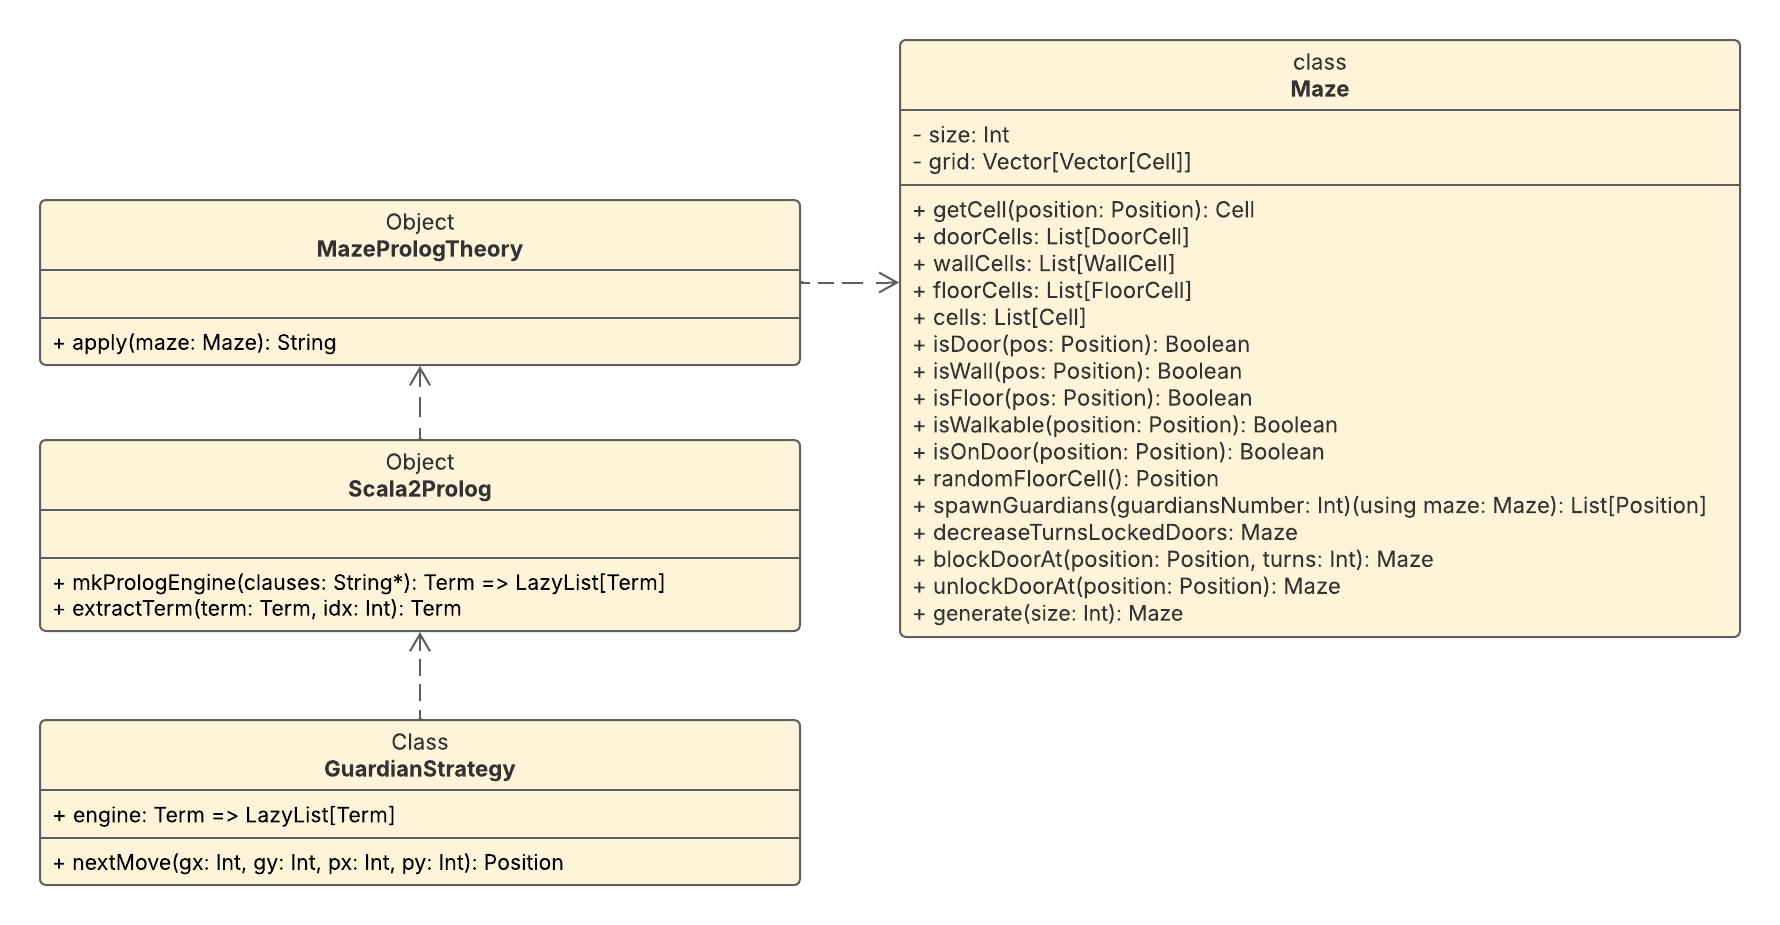 class
Maze
- size: Int
- grid: Vector[Vector[Cell]]
+ getCell(position: Position): Cell
+ doorCells: List[DoorCell]
+ wallCells: List[WallCell]
+ floorCells: List[FloorCell]
+ cells: List[Cell]
+ isDoor(pos: Position): Boolean
+ isWall(pos: Position): Boolean
+ isFloor(pos: Position): Boolean
+ isWalkable(position: Position): Boolean
+ isOnDoor(position: Position): Boolean
+ randomFloorCell(): Position
+ spawnGuardians(guardiansNumber: Int)(using maze: Maze): List[Position]
+ decreaseTurnsLockedDoors: Maze
+ blockDoorAt(position: Position, turns: Int): Maze
+ unlockDoorAt(position: Position): Maze
+ generate(size: Int): Maze
Object
MazePrologTheory
+ apply(maze: Maze): String
Object
Scala2Prolog
+ mkPrologEngine(clauses: String*): Term => LazyList[Term]
+ extractTerm(term: Term, idx: Int): Term
Class
GuardianStrategy
+ engine: Term => LazyList[Term]
+ nextMove(gx: Int, gy: Int, px: Int, py: Int): Position